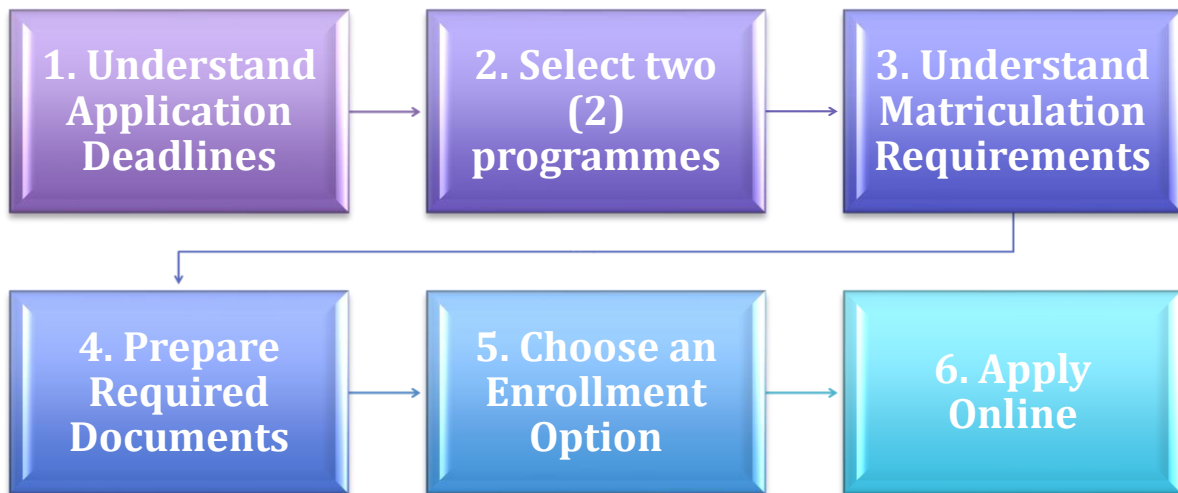 1. Understand
Application
Deadlines
2. Select two
(2)
programmes
3. Understand
Matriculation
Requirements
4. Prepare
Required
Documents
5. Choose an
Enrollment
Option
6. Apply
Online